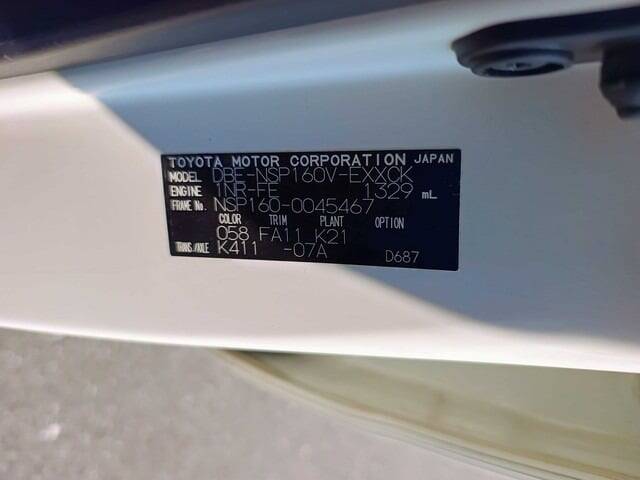 TOYOTA MOTOR CORPORATION JAPAN
MODEL DBE-NSP160V-EXXCK
ENGINE 1NR-FE 1329 mL
FRAME No. NSP160-0045467
COLOR TRIM PLANT OPTION
058 FA11 K21
TRANS/AXLE K411 -07A D687